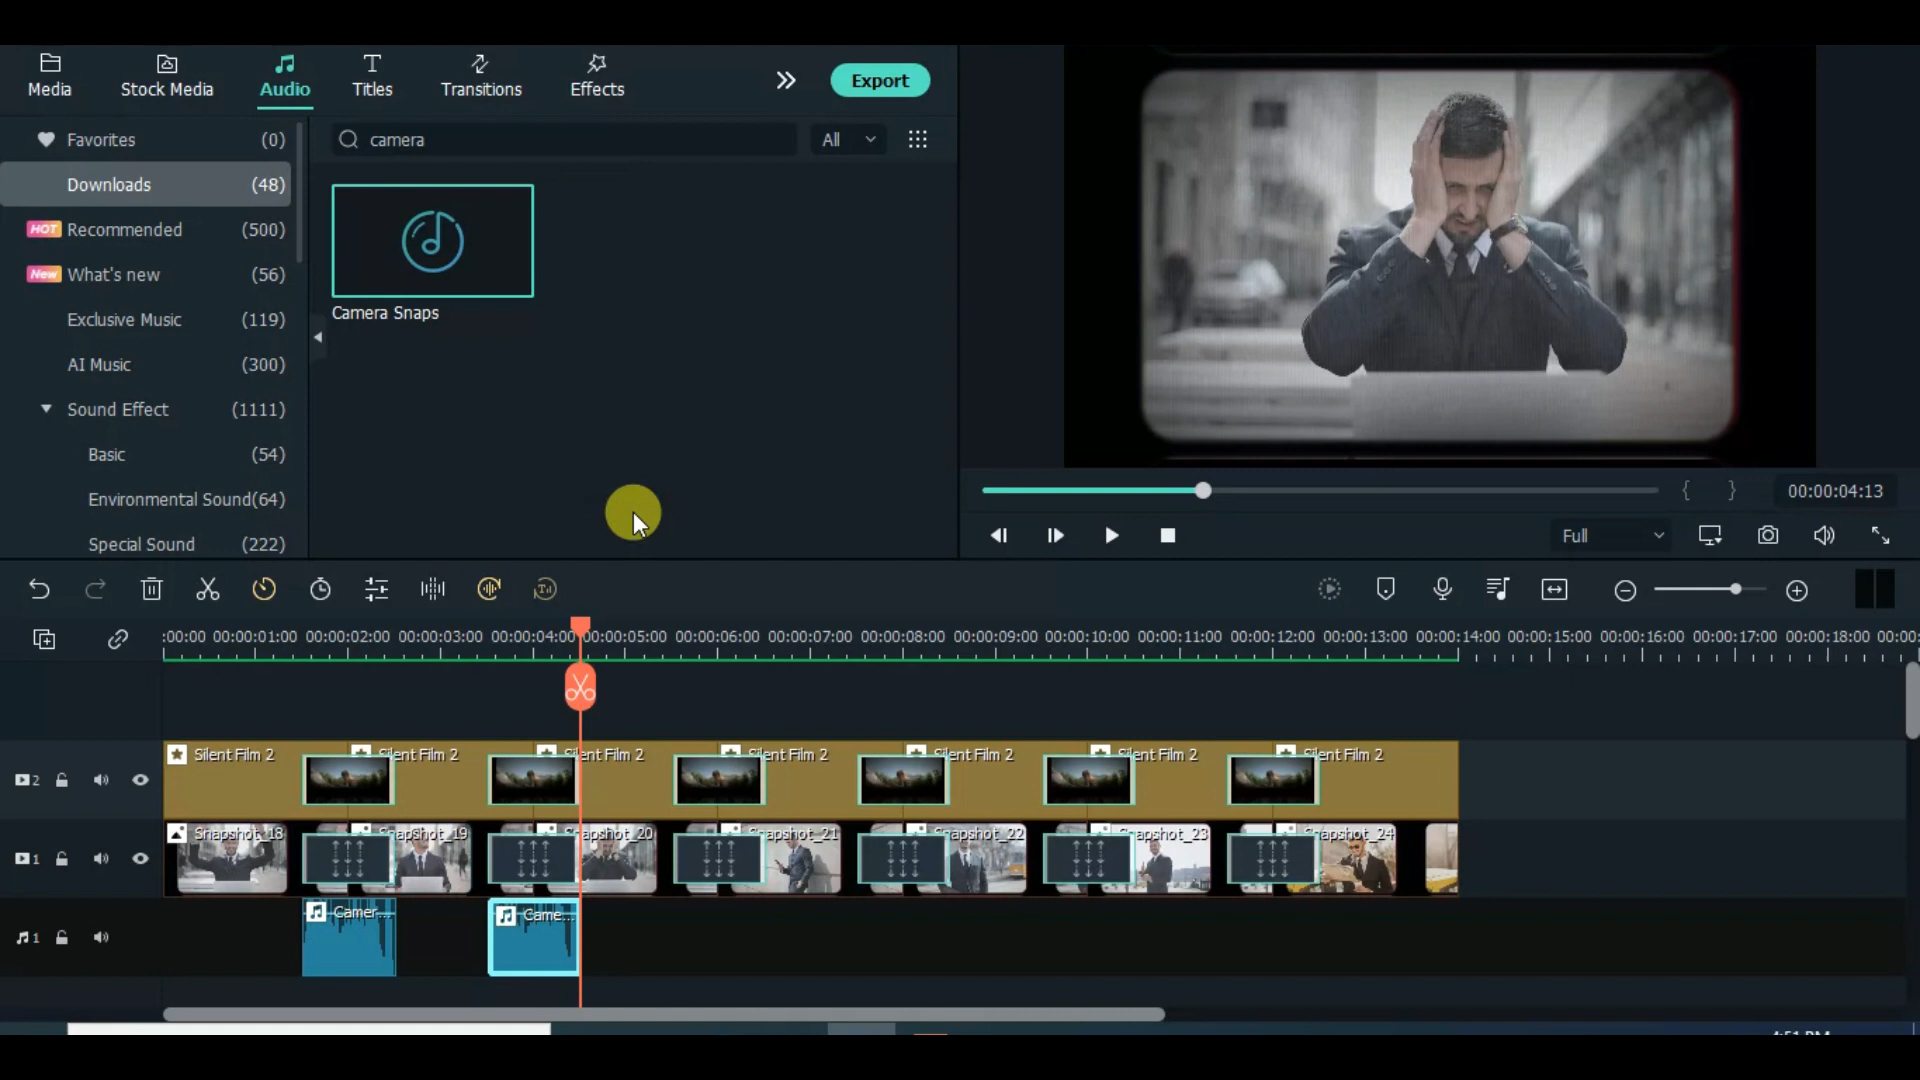 Media
Stock Media
Audio
Titles
Transitions
Effects
Export
Favorites (0)
Downloads (48)
HOT Recommended (500)
New What's new (56)
Exclusive Music (119)
AI Music (300)
Sound Effect (1111)
Basic (54)
Environmental Sound(64)
Special Sound (222)
camera
All
Camera Snaps
{ } 00:00:04:13
Full
:00:00 00:00:01:00 00:00:02:00 00:00:03:00 00:00:04:00 00:00:05:00 00:00:06:00 00:00:07:00 00:00:08:00 00:00:09:00 00:00:10:00 00:00:11:00 00:00:12:00 00:00:13:00 00:00:14:00 00:00:15:00 00:00:16:00 00:00:17:00 00:00:18:00 00:00
2 Silent Film 2 Silent Film 2 Silent Film 2 Silent Film 2 Silent Film 2 Silent Film 2 Silent Film 2
1 Snapshot_18 Snapshot_19 Snapshot_20 Snapshot_21 Snapshot_22 Snapshot_23 Snapshot_24
1 Camer... Came...